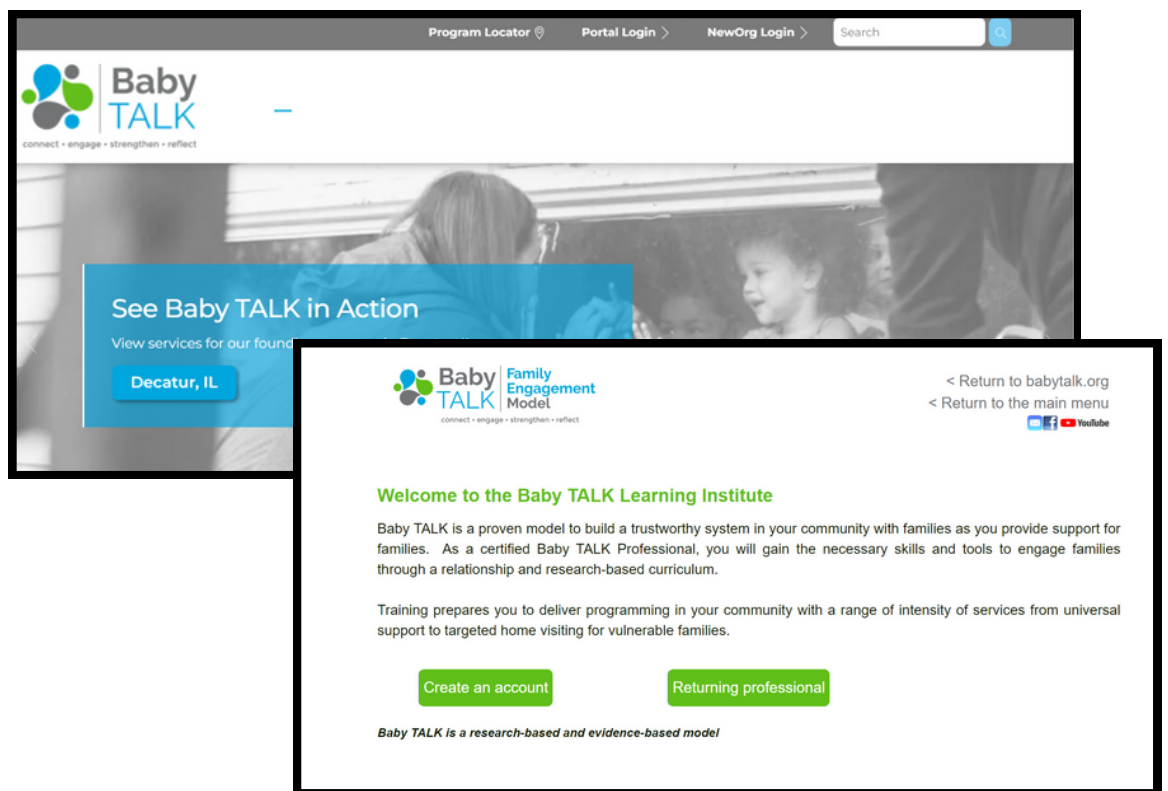 Program Locator
Portal Login >
NewOrg Login >
Search
Baby
TALK
connect • engage • strengthen • reflect
See Baby TALK in Action
View services for our
Decatur, IL
Baby
TALK
Family
Engagement
Model
connect • engage • strengthen • reflect
< Return to babytalk.org
< Return to the main menu
YouTube
Welcome to the Baby TALK Learning Institute
Baby TALK is a proven model to build a trustworthy system in your community with families as you provide support for
families. As a certified Baby TALK Professional, you will gain the necessary skills and tools to engage families
through a relationship and research-based curriculum.
Training prepares you to deliver programming in your community with a range of intensity of services from universal
support to targeted home visiting for vulnerable families.
Create an account
Returning professional
Baby TALK is a research-based and evidence-based model